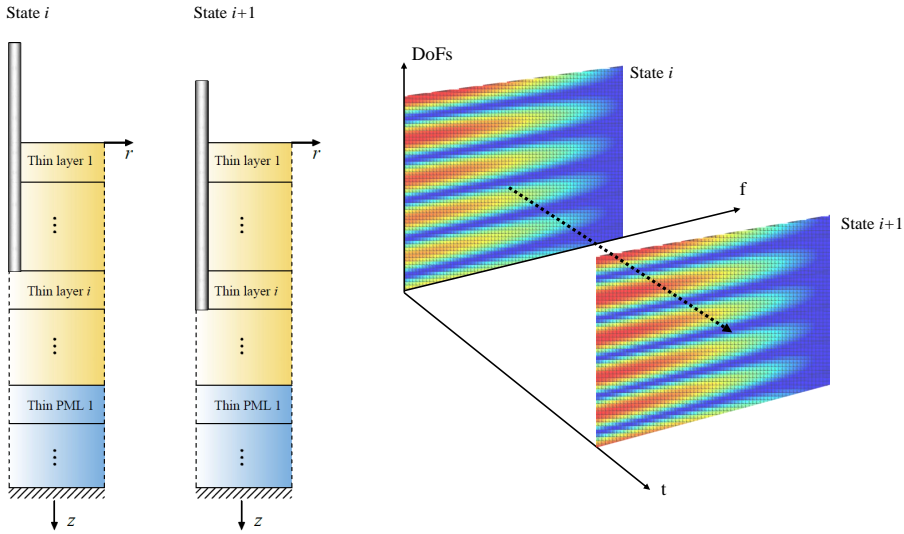 State i
State i+1
r
Thin layer 1
r
Thin layer 1
⋮
⋮
Thin layer i
Thin layer i
⋮
⋮
Thin PML 1
Thin PML 1
⋮
⋮
z
z
DoFs
State i
f
State i+1
t